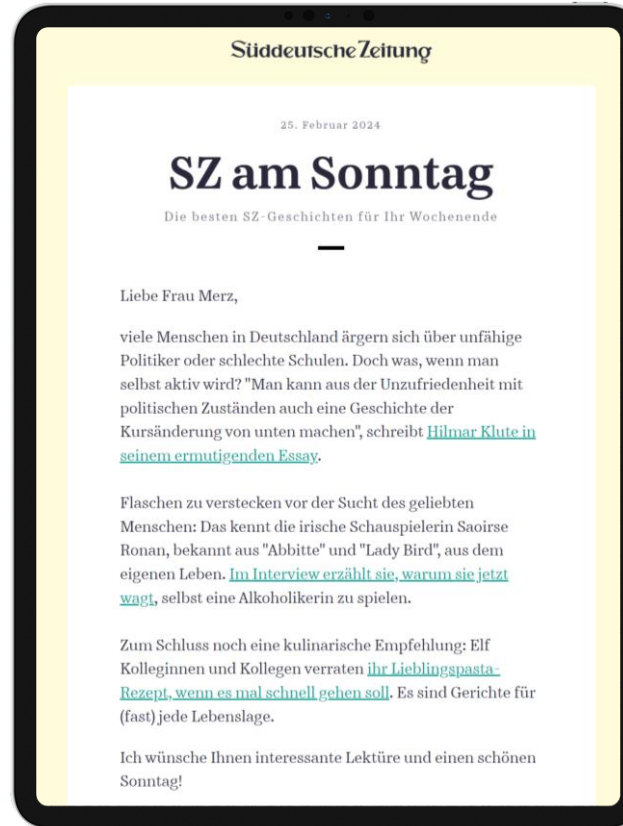 Süddeutsche Zeitung
25. Februar 2024
SZ am Sonntag
Die besten SZ-Geschichten für Ihr Wochenende
Liebe Frau Merz,
viele Menschen in Deutschland ärgern sich über unfähige
Politiker oder schlechte Schulen. Doch was, wenn man
selbst aktiv wird? "Man kann aus der Unzufriedenheit mit
politischen Zuständen auch eine Geschichte der
Kursänderung von unten machen", schreibt Hilmar Klute in
seinem ermutigenden Essay.
Flaschen zu verstecken vor der Sucht des geliebten
Menschen: Das kennt die irische Schauspielerin Saoirse
Ronan, bekannt aus "Abbitte" und "Lady Bird", aus dem
eigenen Leben. Im Interview erzählt sie, warum sie jetzt
wagt, selbst eine Alkoholikerin zu spielen.
Zum Schluss noch eine kulinarische Empfehlung: Elf
Kolleginnen und Kollegen verraten ihr Lieblingspasta-
Rezept, wenn es mal schnell gehen soll. Es sind Gerichte für
(fast) jede Lebenslage.
Ich wünsche Ihnen interessante Lektüre und einen schönen
Sonntag!